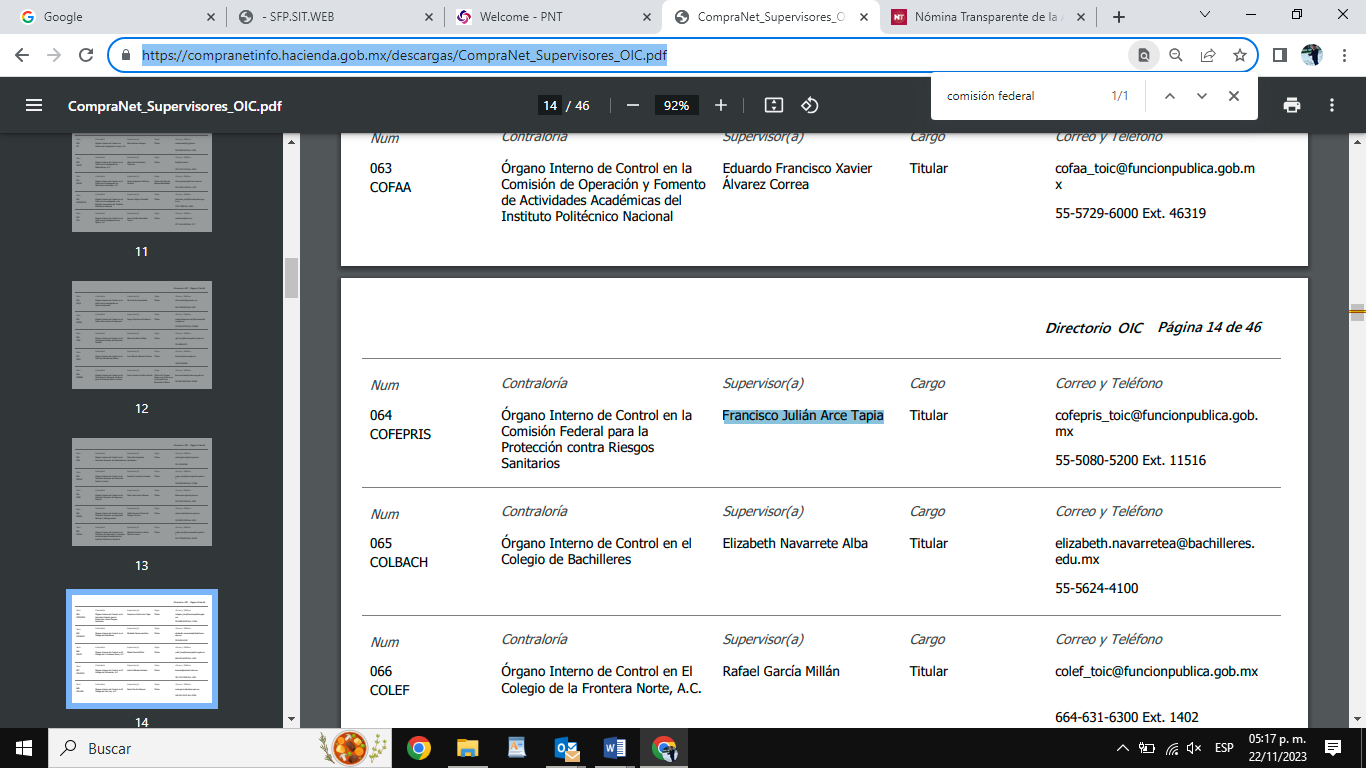 Google
- SFP.SIT.WEB
Welcome - PNT
CompraNet_Supervisores_O
Nómina Transparente de la A
https://compranetinfo.hacienda.gob.mx/descargas/CompraNet_Supervisores_OIC.pdf
CompraNet_Supervisores_OIC.pdf
14 / 46
92%
comisión federal
1/1
11
12
13
14
Num
Contraloría
Supervisor(a)
Cargo
Correo y Teléfono
063
COFAA
Órgano Interno de Control en la
Comisión de Operación y Fomento
de Actividades Académicas del
Instituto Politécnico Nacional
Eduardo Francisco Xavier
Álvarez Correa
Titular
cofaa_toic@funcionpublica.gob.m
x
55-5729-6000 Ext. 46319
Directorio OIC Página 14 de 46
Num
Contraloría
Supervisor(a)
Cargo
Correo y Teléfono
064
COFEPRIS
Órgano Interno de Control en la
Comisión Federal para la
Protección contra Riesgos
Sanitarios
Francisco Julián Arce Tapia
Titular
cofepris_toic@funcionpublica.gob.
mx
55-5080-5200 Ext. 11516
Num
Contraloría
Supervisor(a)
Cargo
Correo y Teléfono
065
COLBACH
Órgano Interno de Control en el
Colegio de Bachilleres
Elizabeth Navarrete Alba
Titular
elizabeth.navarretea@bachilleres.
edu.mx
55-5624-4100
Num
Contraloría
Supervisor(a)
Cargo
Correo y Teléfono
066
COLEF
Órgano Interno de Control en El
Colegio de la Frontera Norte, A.C.
Rafael García Millán
Titular
colef_toic@funcionpublica.gob.mx
664-631-6300 Ext. 1402
Buscar
ESP
05:17 p. m.
22/11/2023